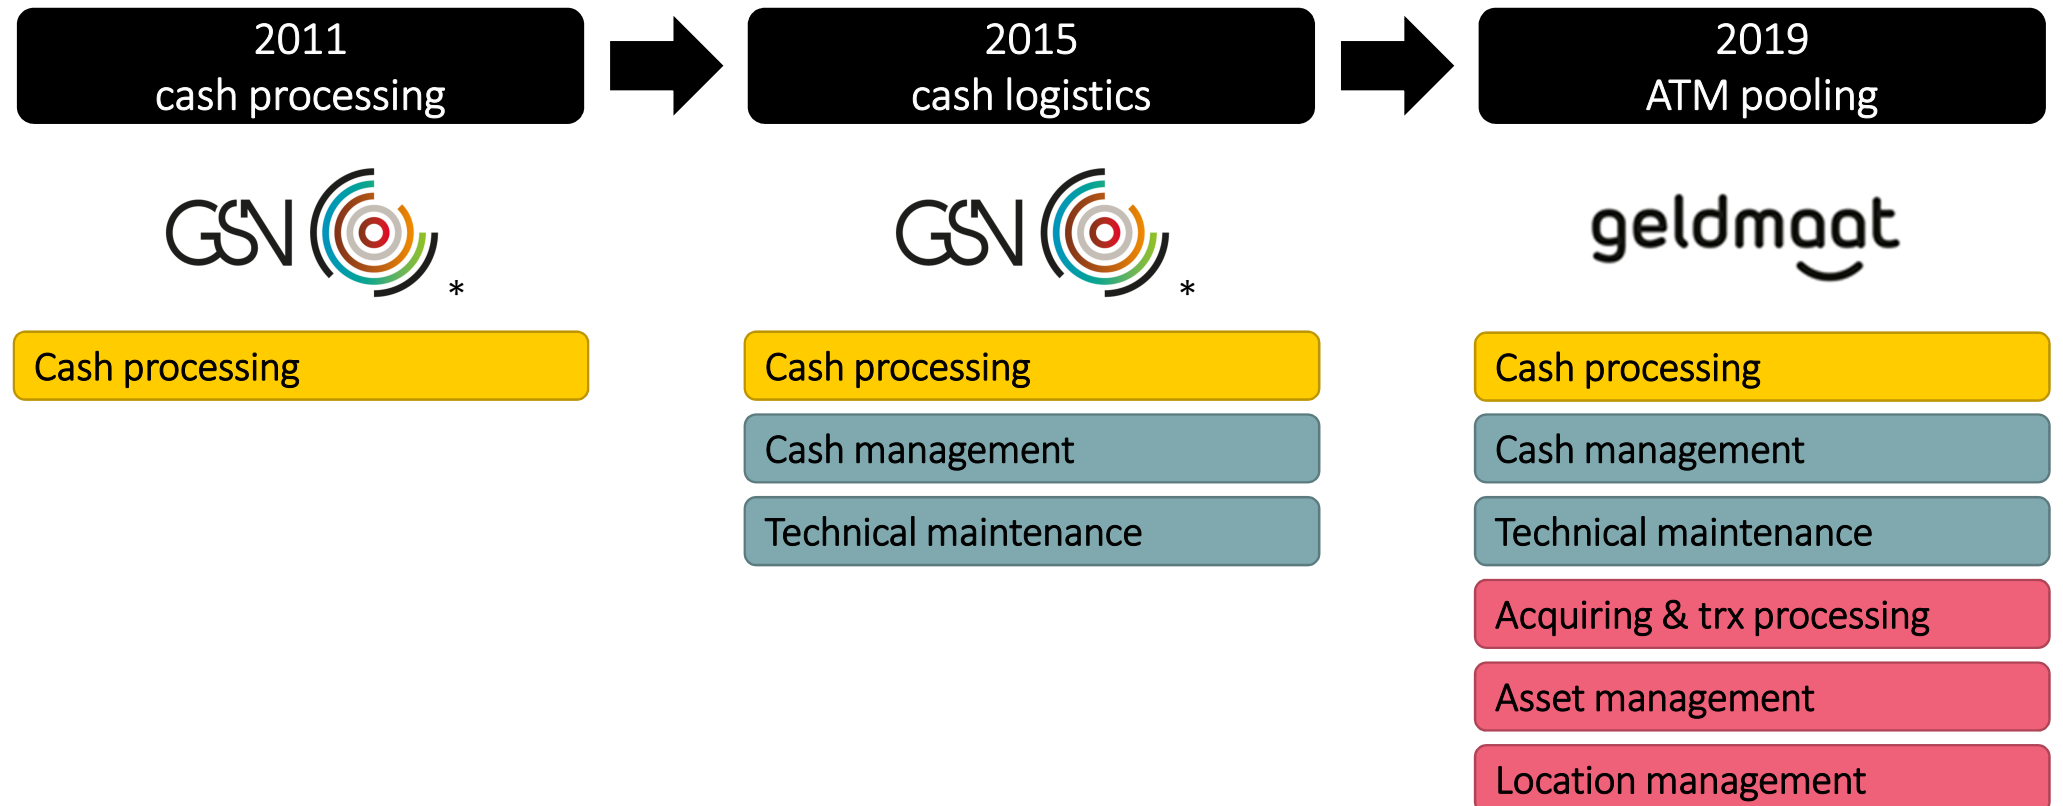 2011
cash processing
2015
cash logistics
2019
ATM pooling
GSN
*
GSN
*
geldmaat
Cash processing
Cash processing
Cash management
Technical maintenance
Cash processing
Cash management
Technical maintenance
Acquiring & trx processing
Asset management
Location management